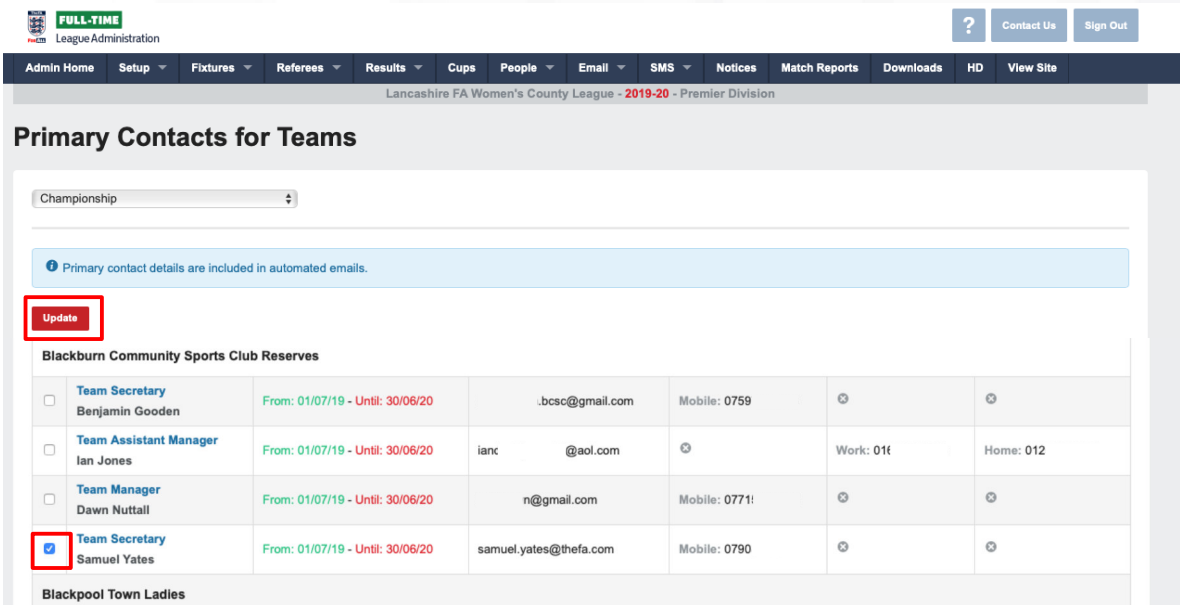 FULL-TIME
League Administration
?
Contact Us
Sign Out
Admin Home Setup Fixtures Referees Results Cups People Email SMS Notices Match Reports Downloads HD View Site
Lancashire FA Women's County League - 2019-20 - Premier Division
Primary Contacts for Teams
Championship
Primary contact details are included in automated emails.
Update
Blackburn Community Sports Club Reserves
Team Secretary
Benjamin Gooden
From: 01/07/19 - Until: 30/06/20
.bcsc@gmail.com
Mobile: 0759
Team Assistant Manager
Ian Jones
From: 01/07/19 - Until: 30/06/20
ianc @aol.com
Work: 016
Home: 012
Team Manager
Dawn Nuttall
From: 01/07/19 - Until: 30/06/20
n@gmail.com
Mobile: 0771
Team Secretary
Samuel Yates
From: 01/07/19 - Until: 30/06/20
samuel.yates@thefa.com
Mobile: 0790
Blackpool Town Ladies